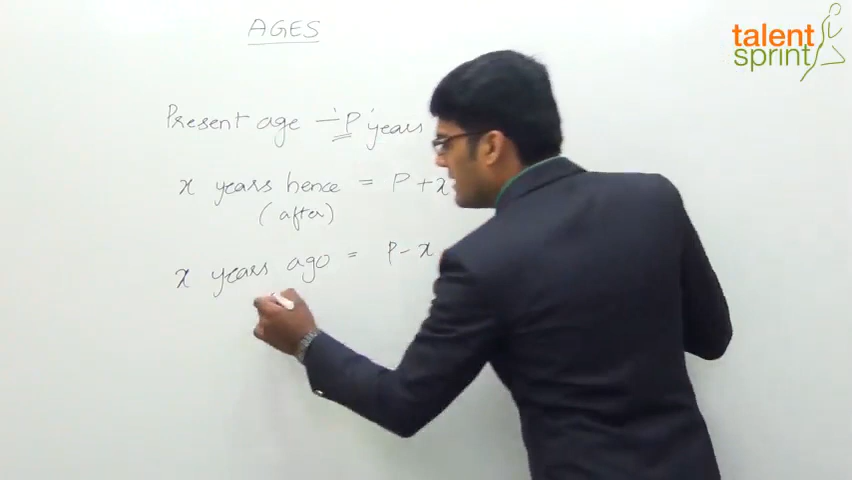 AGES
talent
sprint
Present age — 'P' years
x years hence = P + x
(after)
x years ago = P - x